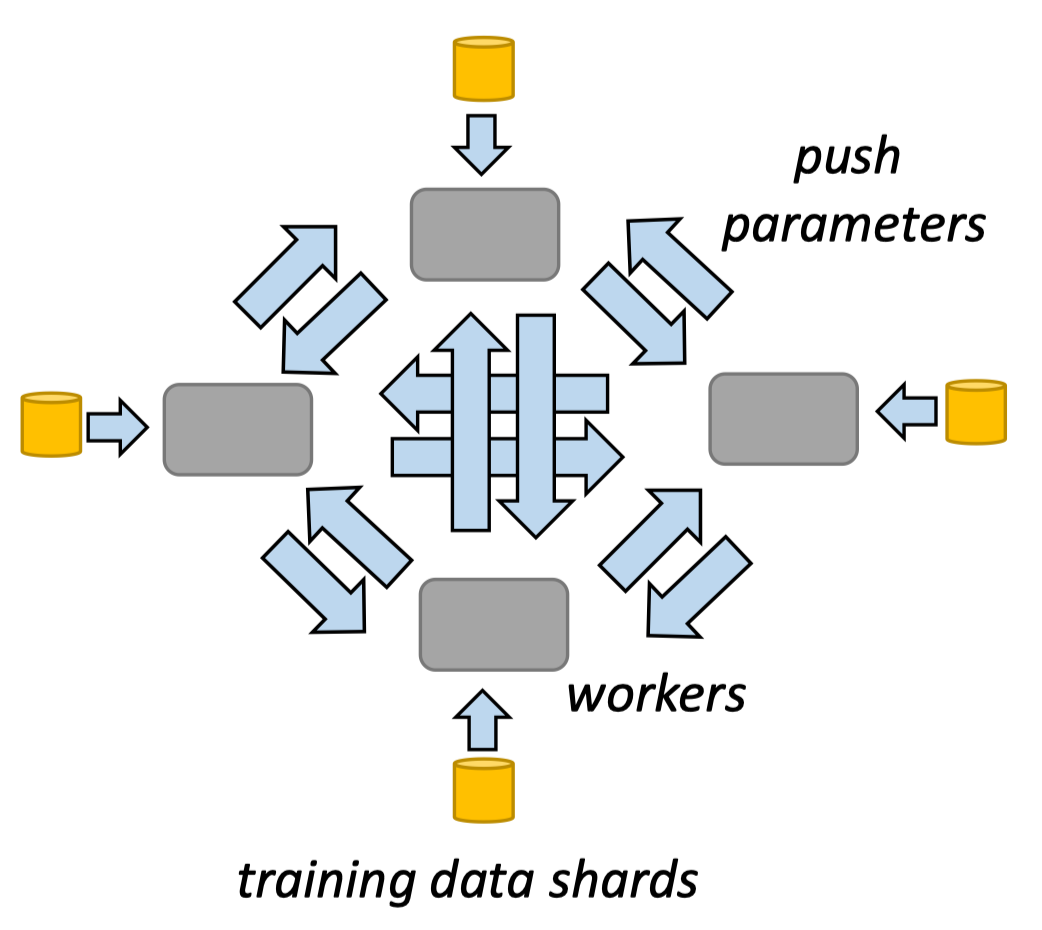 push
parameters
workers
training data shards